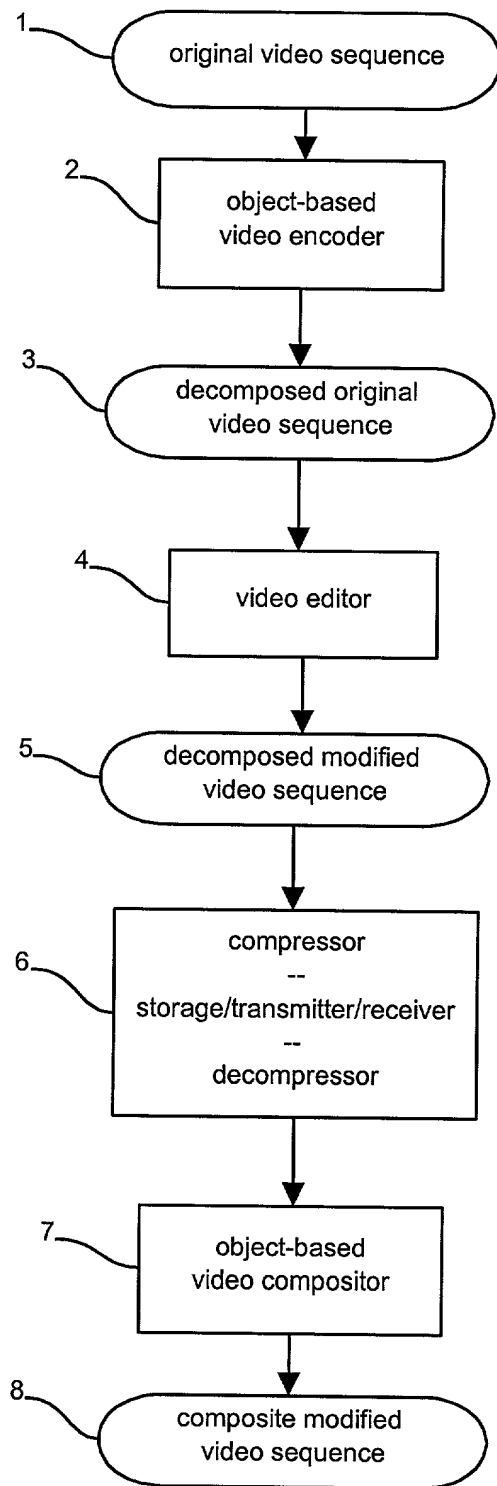 1
original video sequence
2
object-based
video encoder
3
decomposed original
video sequence
4
video editor
5
decomposed modified
video sequence
6
compressor
--
storage/transmitter/receiver
--
decompressor
7
object-based
video compositor
8
composite modified
video sequence